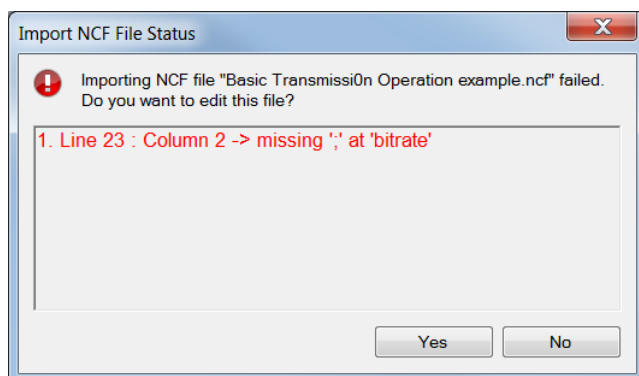 Import NCF File Status
Importing NCF file "Basic Transmissi0n Operation example.ncf" failed.
Do you want to edit this file?
1. Line 23 : Column 2 -> missing ';' at 'bitrate'
Yes
No